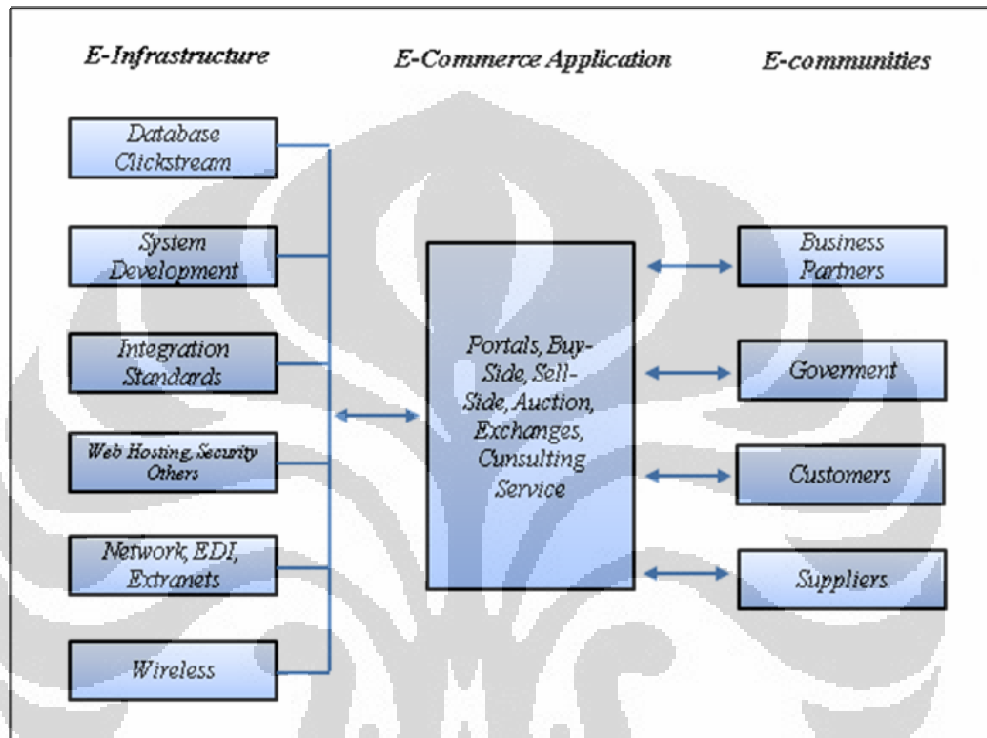 E-Infrastructure
Database
Clickstream
System
Development
Integration
Standards
Web Hosting, Security
Others
Network, EDI,
Extranets
Wireless
E-Commerce Application
Portals, Buy-
Side, Sell-
Side, Auction,
Exchanges,
Cunsulting
Service
E-communities
Business
Partners
Goverment
Customers
Suppliers